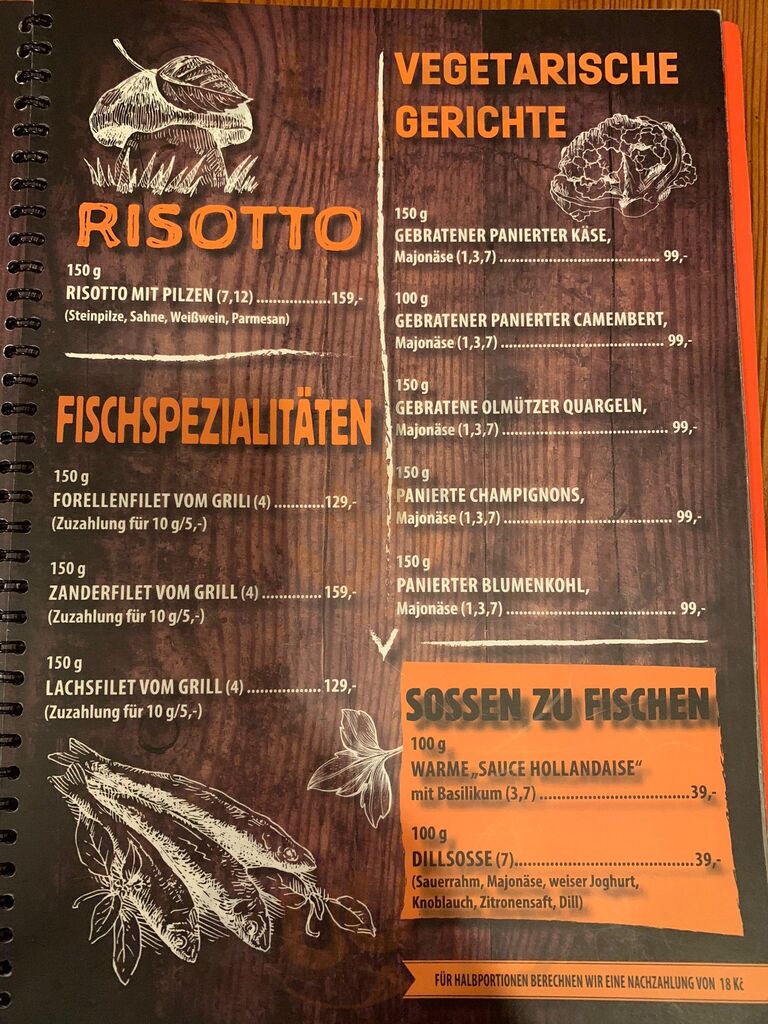 RISOTTO
150 g
RISOTTO MIT PILZEN (7,12) ..................159,-
(Steinpilze, Sahne, Weißwein, Parmesan)
FISCHSPEZIALITÄTEN
150 g
FORELLENFILET VOM GRILl (4) ............129,-
(Zuzahlung für 10 g/5,-)
150 g
ZANDERFILET VOM GRILL (4) ..............159,-
(Zuzahlung für 10 g/5,-)
150 g
LACHSFILET VOM GRILL (4) .................129,-
(Zuzahlung für 10 g/5,-)
VEGETARISCHE
GERICHTE
150 g
GEBRATENER PANIERTER KÄSE,
Majonäse (1,3,7) ........................................ 99,-
100 g
GEBRATENER PANIERTER CAMEMBERT,
Majonäse (1,3,7) ......................................... 99,-
150 g
GEBRATENE OLMÜTZER QUARGELN,
Majonäse (1,3,7) .......................................... 99,-
150 g
PANIERTE CHAMPIGNONS,
Majonäse (1,3,7) .......................................... 99,-
150 g
PANIERTER BLUMENKOHL,
Majonäse (1,3,7) .......................................... 99,-
SOSSEN ZU FISCHEN
100 g
WARME „SAUCE HOLLANDAISE"
mit Basilikum (3,7) .....................................39,-
100 g
DILLSOSSE (7)............................................39,-
(Sauerrahm, Majonäse, weiser Joghurt,
Knoblauch, Zitronensaft, Dill)
FÜR HALBPORTIONEN BERECHNEN WIR EINE NACHZAHLUNG VON 18 Kč